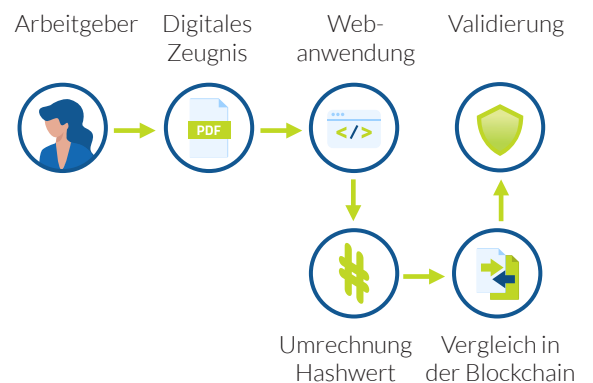 Arbeitgeber
Digitales
Zeugnis
Web-
anwendung
Validierung
PDF
</>
Umrechnung
Hashwert
Vergleich in
der Blockchain